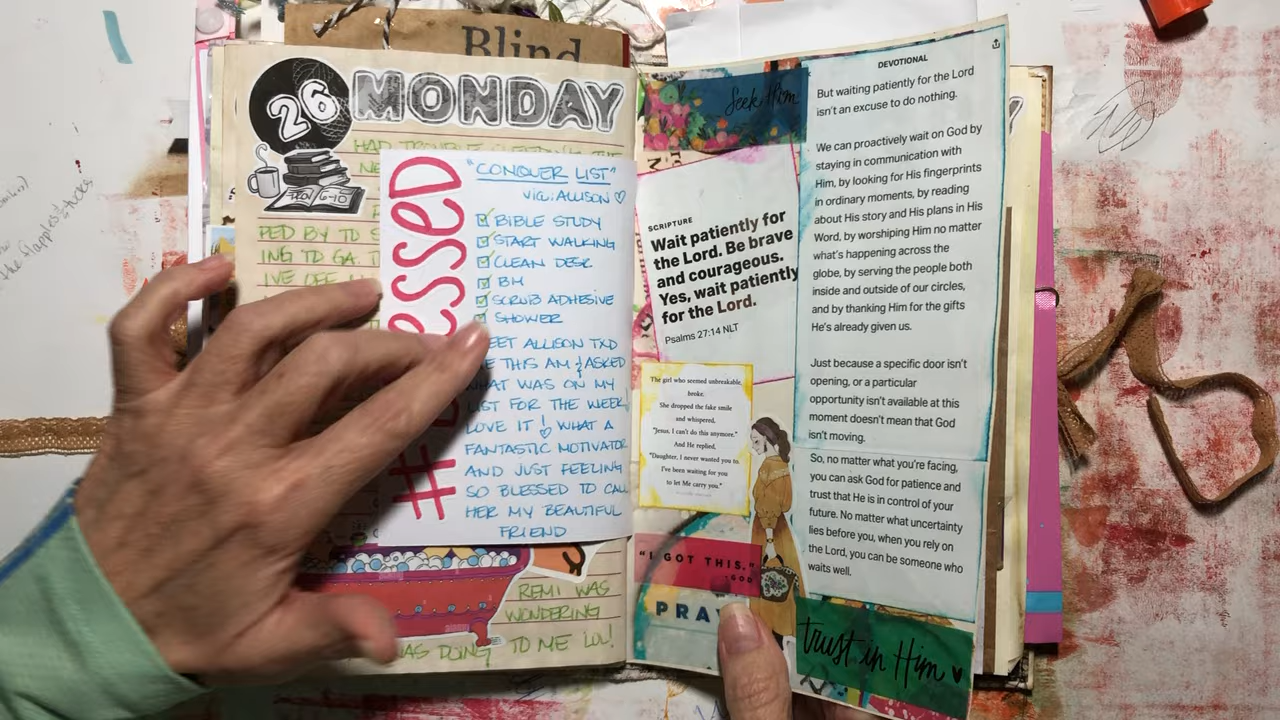 Blind
26
MONDAY
HAD TROUBLE SLEEPING THE
PED BY TO S
ING TO GA. T
IVE OFF
PROV 6-10
"CONQUER LIST"
VIA: ALLISON ♡
BIBLE STUDY
START WALKING
CLEAN DESK
BM
SCRUB ADHESIVE
SHOWER
EET ALLISON TXD
E THIS AM & ASKED
HAT WAS ON MY
LIST FOR THE WEEK
LOVE IT! WHAT A
FANTASTIC MOTIVATOR
AND JUST FEELING
SO BLESSED TO CALL
HER MY BEAUTIFUL
FRIEND
REMI WAS
WONDERING
WAS DOING TO ME LOL!
Seek Him
SCRIPTURE
Wait patiently for
the Lord. Be brave
and courageous.
Yes, wait patiently
for the Lord.
Psalms 27:14 NLT
The girl who seemed unbreakable,
broke.
She dropped the fake smile
and whispered,
"Jesus, I can't do this anymore."
And He replied,
"Daughter, I never wanted you to.
I've been waiting for you
to let Me carry you."
"I GOT THIS."
-GOD
PRAY
DEVOTIONAL
But waiting patiently for the Lord
isn't an excuse to do nothing.
We can proactively wait on God by
staying in communication with
Him, by looking for His fingerprints
in ordinary moments, by reading
about His story and His plans in His
Word, by worshiping Him no matter
what's happening across the
globe, by serving the people both
inside and outside of our circles,
and by thanking Him for the gifts
He's already given us.
Just because a specific door isn't
opening, or a particular
opportunity isn't available at this
moment doesn't mean that God
isn't moving.
So, no matter what you're facing,
you can ask God for patience and
trust that He is in control of your
future. No matter what uncertainty
lies before you, when you rely on
the Lord, you can be someone who
waits well.
trust in Him